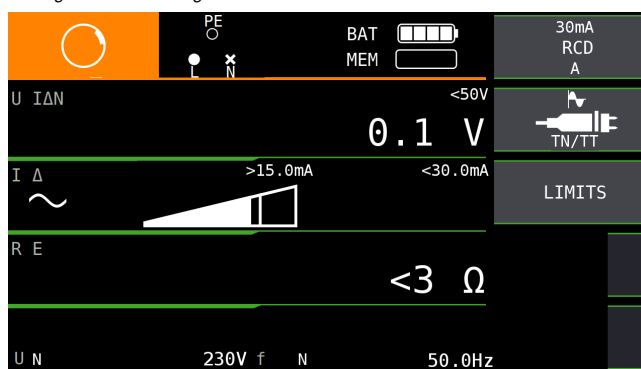 PE
BAT
MEM
L N
30mA
RCD
A
U IΔN
<50V
0.1 V
TN/TT
I Δ
>15.0mA
<30.0mA
LIMITS
R E
<3 Ω
U N 230V f N 50.0Hz